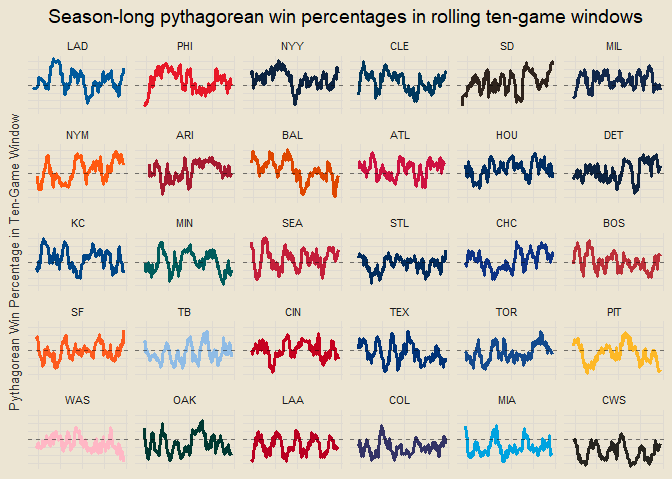 Season-long pythagorean win percentages in rolling ten-game windows
LAD PHI NYY CLE SD MIL
NYM ARI BAL ATL HOU DET
KC MIN SEA STL CHC BOS
SF TB CIN TEX TOR PIT
WAS OAK LAA COL MIA CWS
Pythagorean Win Percentage in Ten-Game Window